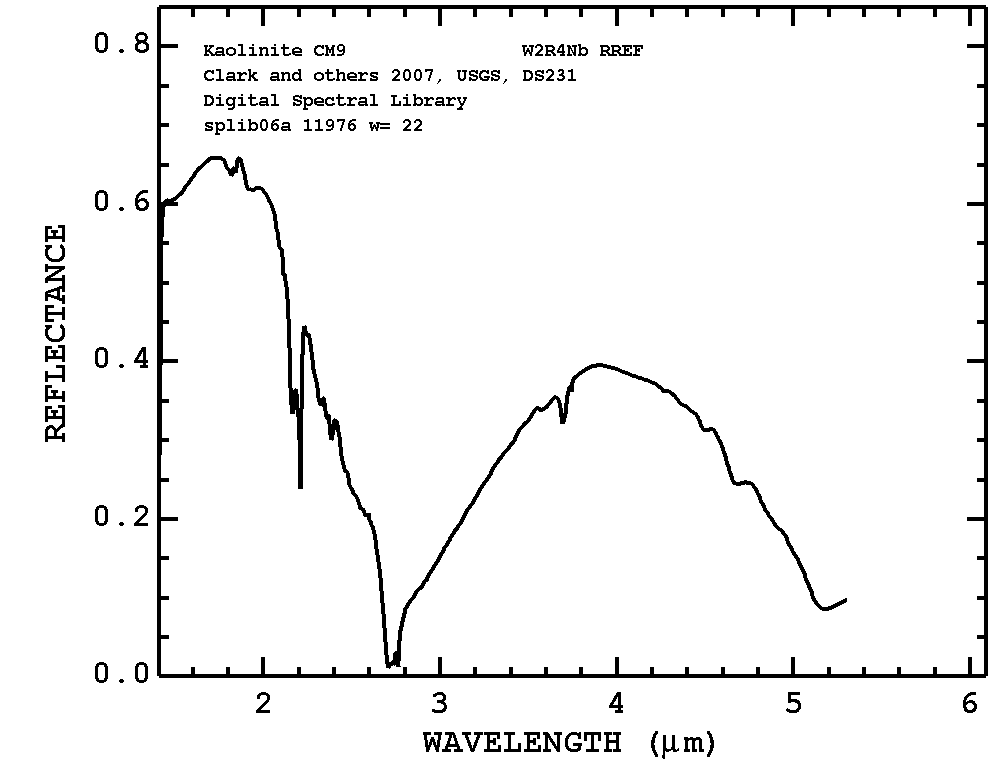 0.8
0.6
0.4
0.2
0.0
REFLECTANCE
Kaolinite CM9 W2R4Nb RREF
Clark and others 2007, USGS, DS231
Digital Spectral Library
splib06a 11976 w= 22
2 3 4 5 6
WAVELENGTH (μm)